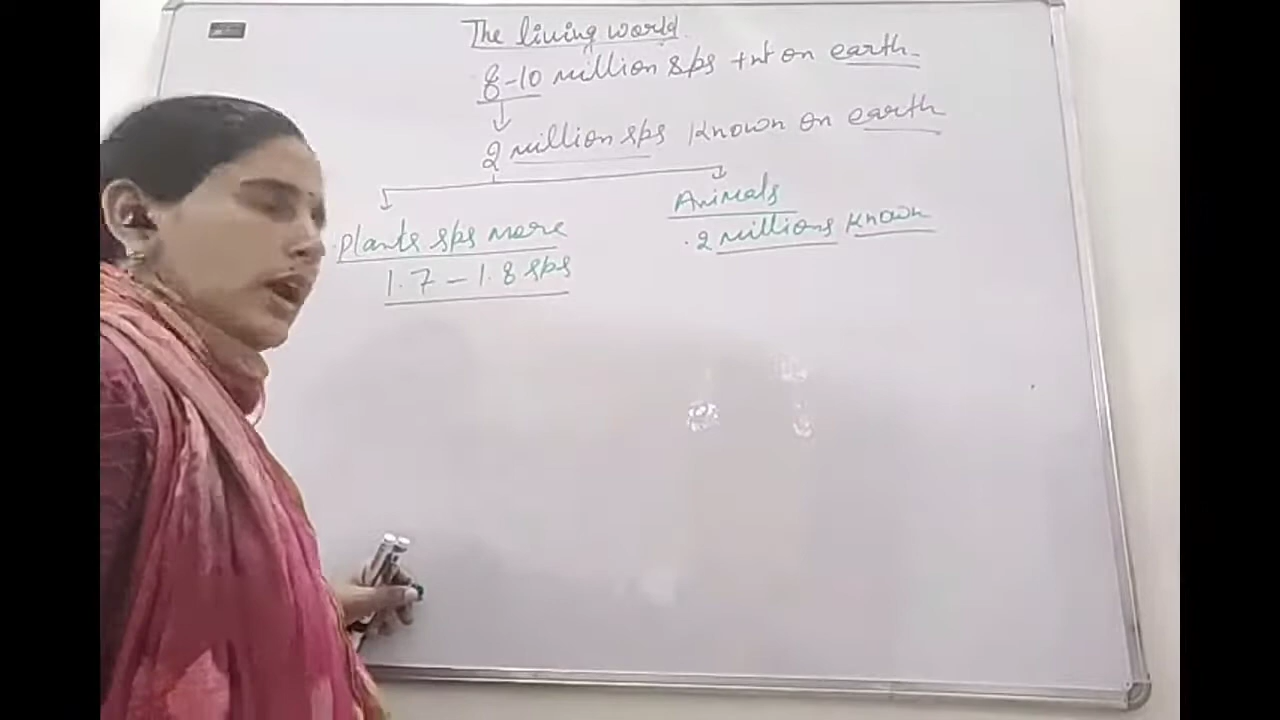 The living world.
8-10 million sps +nt on earth.
2 million sps known on earth
Plants sps more
1.7 - 1.8 sps
Animals
. 2 millions known